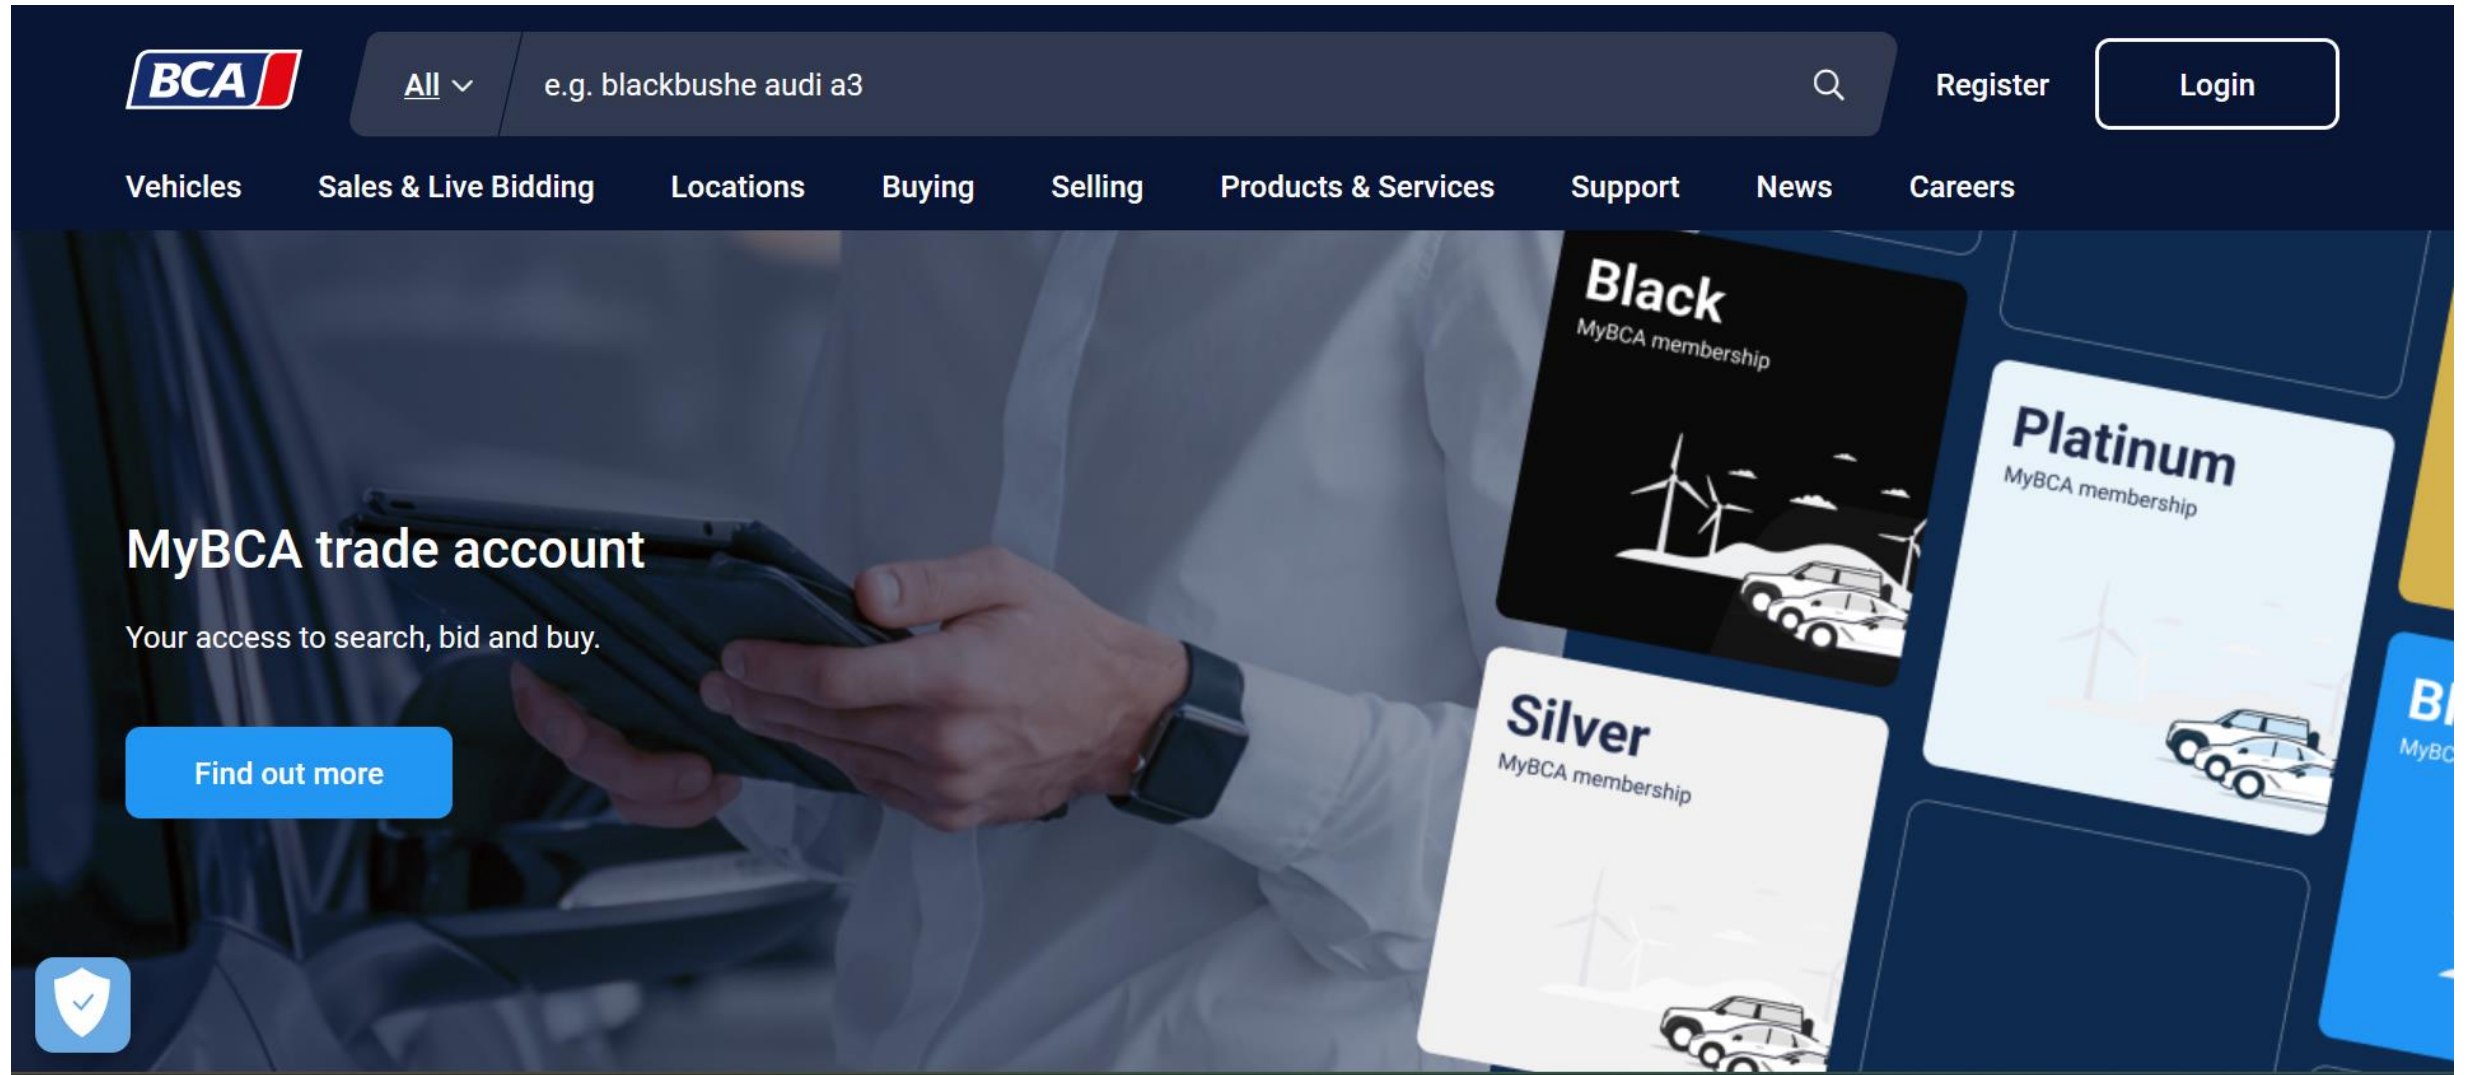 BCA
All
e.g. blackbushe audi a3
Register
Login
Vehicles
Sales & Live Bidding
Locations
Buying
Selling
Products & Services
Support
News
Careers
MyBCA trade account
Your access to search, bid and buy.
Find out more
Black
MyBCA membership
Platinum
MyBCA membership
Silver
MyBCA membership